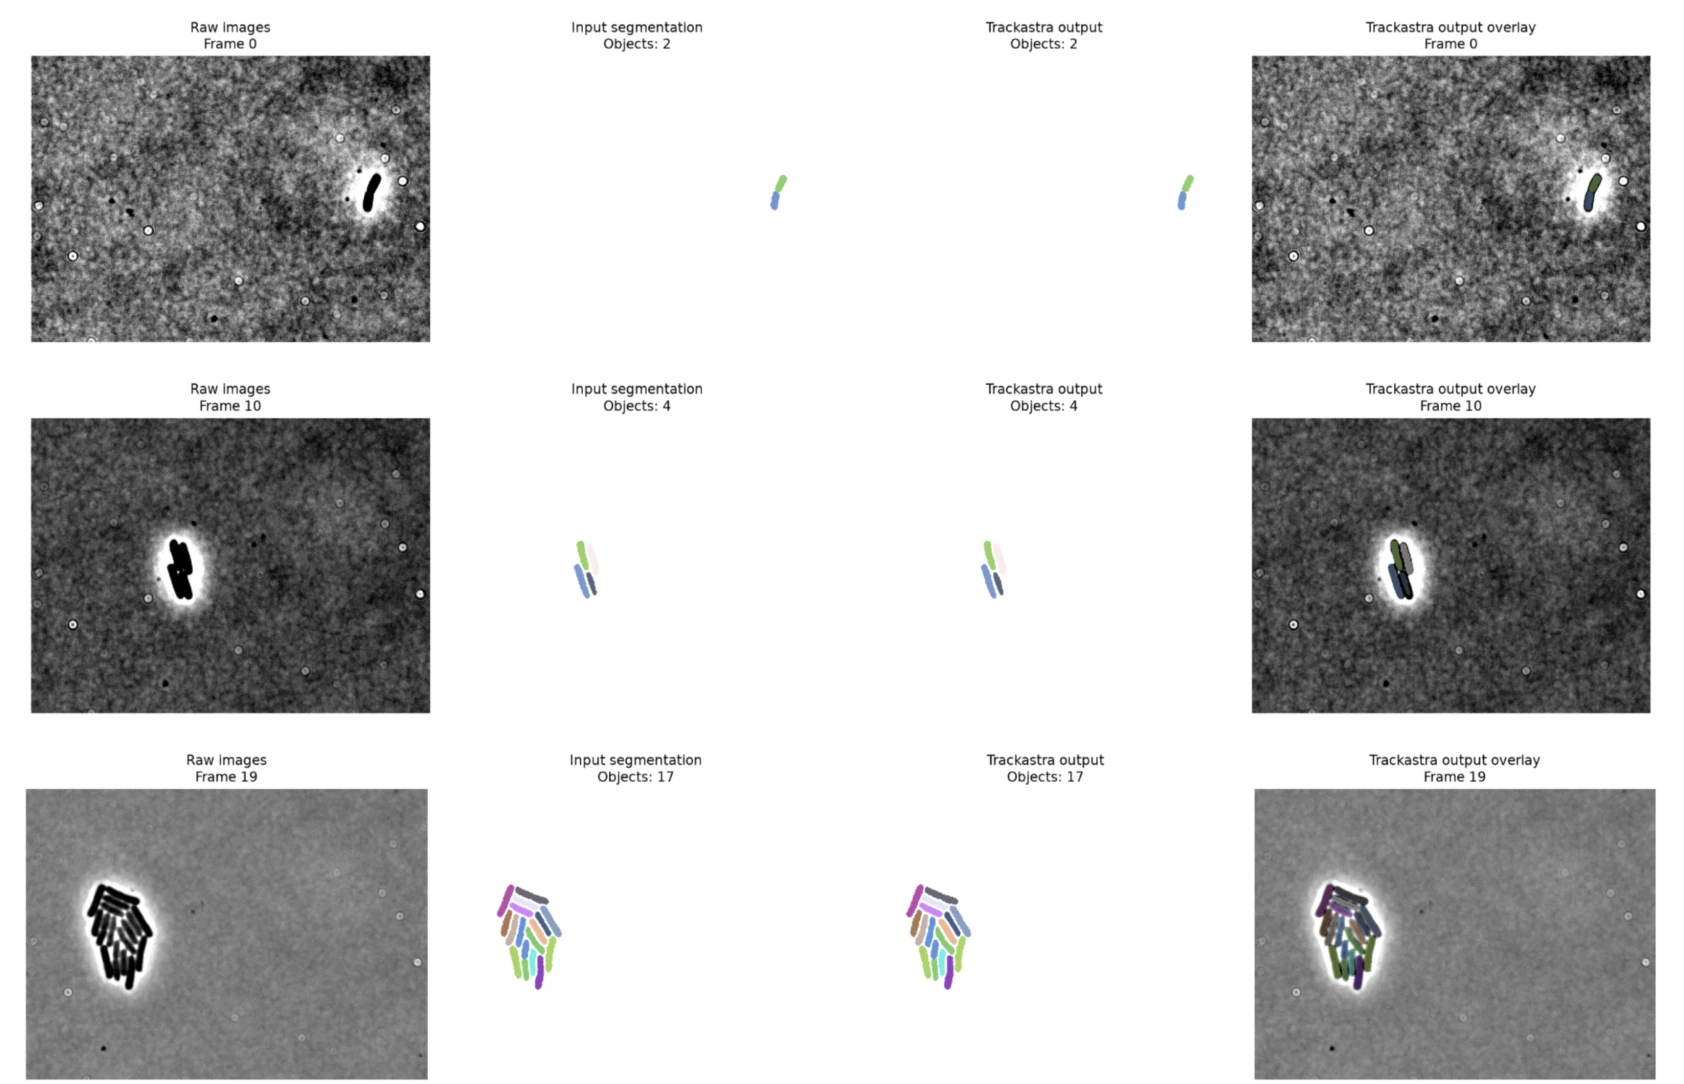 Raw images
Frame 0
Input segmentation
Objects: 2
Trackastra output
Objects: 2
Trackastra output overlay
Frame 0
Raw images
Frame 10
Input segmentation
Objects: 4
Trackastra output
Objects: 4
Trackastra output overlay
Frame 10
Raw images
Frame 19
Input segmentation
Objects: 17
Trackastra output
Objects: 17
Trackastra output overlay
Frame 19